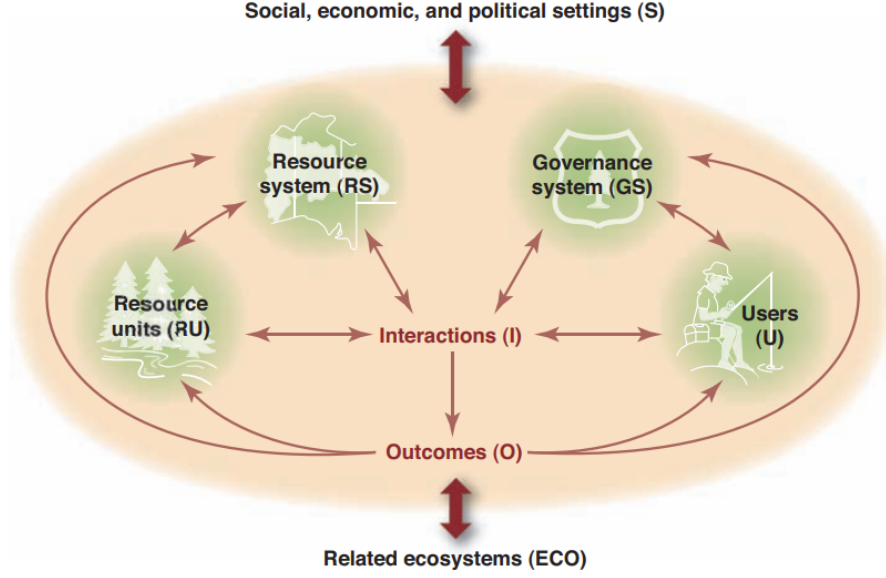 Social, economic, and political settings (S)
Resource
system (RS)
Governance
system (GS)
Resource
units (RU)
Interactions (I)
Users
(U)
Outcomes (O)
Related ecosystems (ECO)